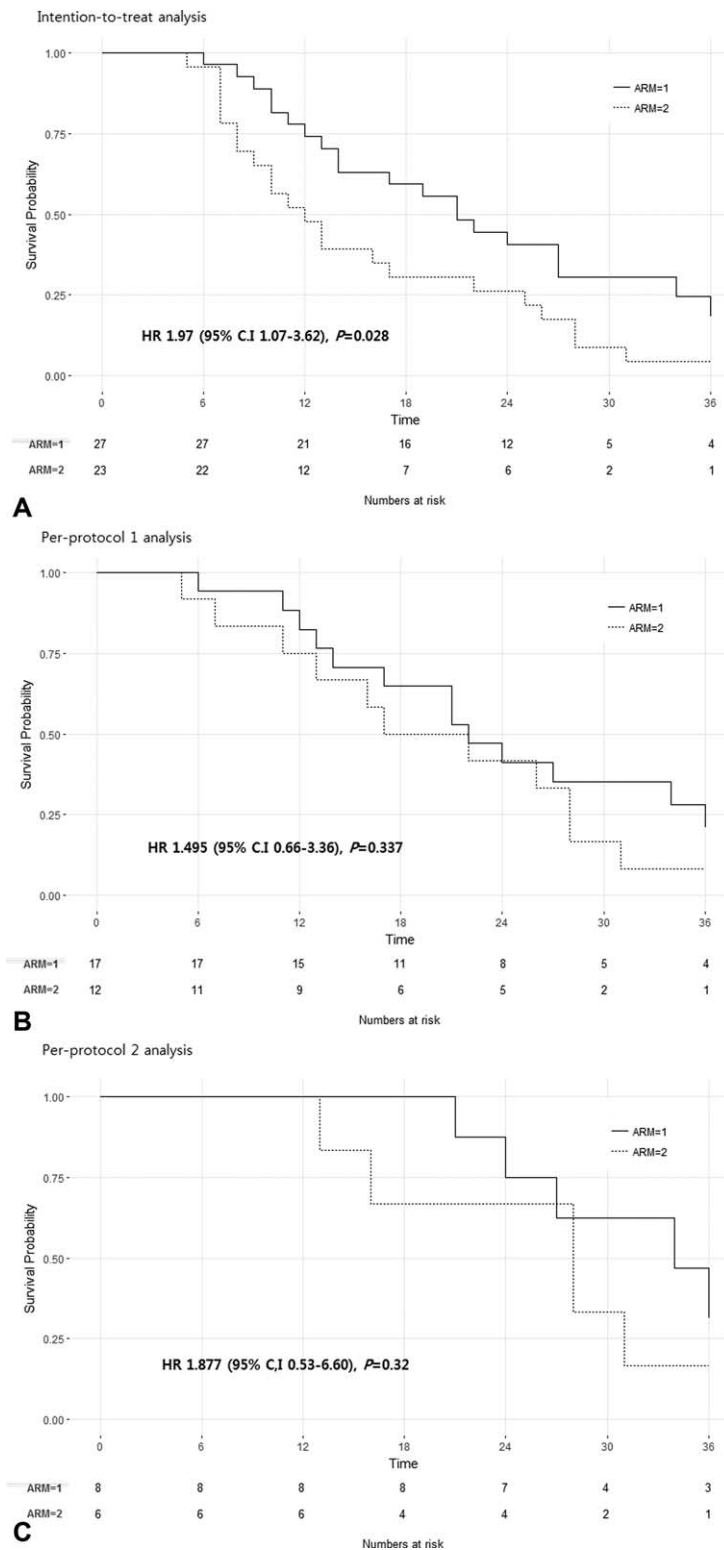 Intention-to-treat analysis
1.00
ARM=1
ARM=2
0.75
Survival Probability
0.50
0.25
HR 1.97 (95% C.I 1.07-3.62), P=0.028
0.00
0 6 12 18 24 30 36
Time
ARM=1 27 27 21 16 12 5 4
ARM=2 23 22 12 7 6 2 1
Numbers at risk
A
Per-protocol 1 analysis
1.00
ARM=1
ARM=2
0.75
Survival Probability
0.50
0.25
HR 1.495 (95% C.I 0.66-3.36), P=0.337
0.00
0 6 12 18 24 30 36
Time
ARM=1 17 17 15 11 8 5 4
ARM=2 12 11 9 6 5 2 1
Numbers at risk
B
Per-protocol 2 analysis
1.00
ARM=1
ARM=2
0.75
Survival Probability
0.50
0.25
HR 1.877 (95% C,I 0.53-6.60), P=0.32
0.00
0 6 12 18 24 30 36
Time
ARM=1 8 8 8 8 7 4 3
ARM=2 6 6 6 4 4 2 1
Numbers at risk
C